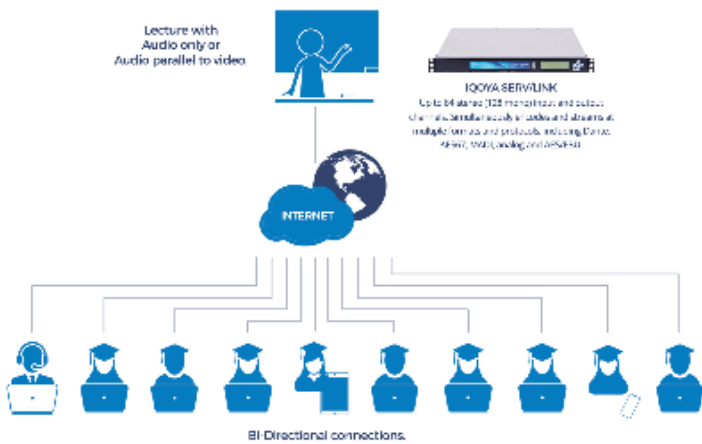 Lecture with
Audio only or
Audio parallel to video
IQOYA SERV/LINK
Up to 64 stereo (128 mono) input and output
channels. Simultaneously encodes and streams at
multiple formats and protocols, including Dante,
AES67, MADI, analog and AES/EBU
INTERNET
Bi-Directional connections.